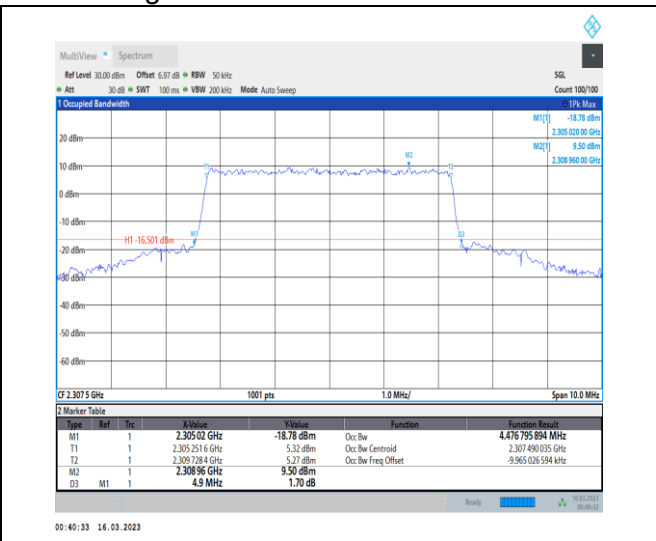 MultiView Spectrum
Ref Level 30.00 dBm Offset 6.97 dB RBW 50 kHz SGL
Att 30 dB SWT 100 ms VBW 200 kHz Mode Auto Sweep Count 100/100
1 Occupied Bandwidth 1Pk Max
M1[1] -18.78 dBm
2.305 020 00 GHz
20 dBm
M2[1] 9.50 dBm
2.308 960 00 GHz
M2
10 dBm
T1 T2
0 dBm
-10 dBm
M1 D3
H1 -16.501 dBm
-20 dBm
-30 dBm
-40 dBm
-50 dBm
-60 dBm
CF 2.307 5 GHz 1001 pts 1.0 MHz/ Span 10.0 MHz
2 Marker Table
Type Ref Trc X-Value Y-Value Function Function Result
M1 1 2.305 02 GHz -18.78 dBm Occ Bw 4.476 795 894 MHz
T1 1 2.305 251 6 GHz 5.32 dBm Occ Bw Centroid 2.307 490 035 GHz
T2 1 2.309 728 4 GHz 5.27 dBm Occ Bw Freq Offset -9.965 026 594 kHz
M2 1 2.308 96 GHz 9.50 dBm
D3 M1 1 4.9 MHz 1.70 dB
Ready 16.03.2023
00:40:32
00:40:33 16.03.2023